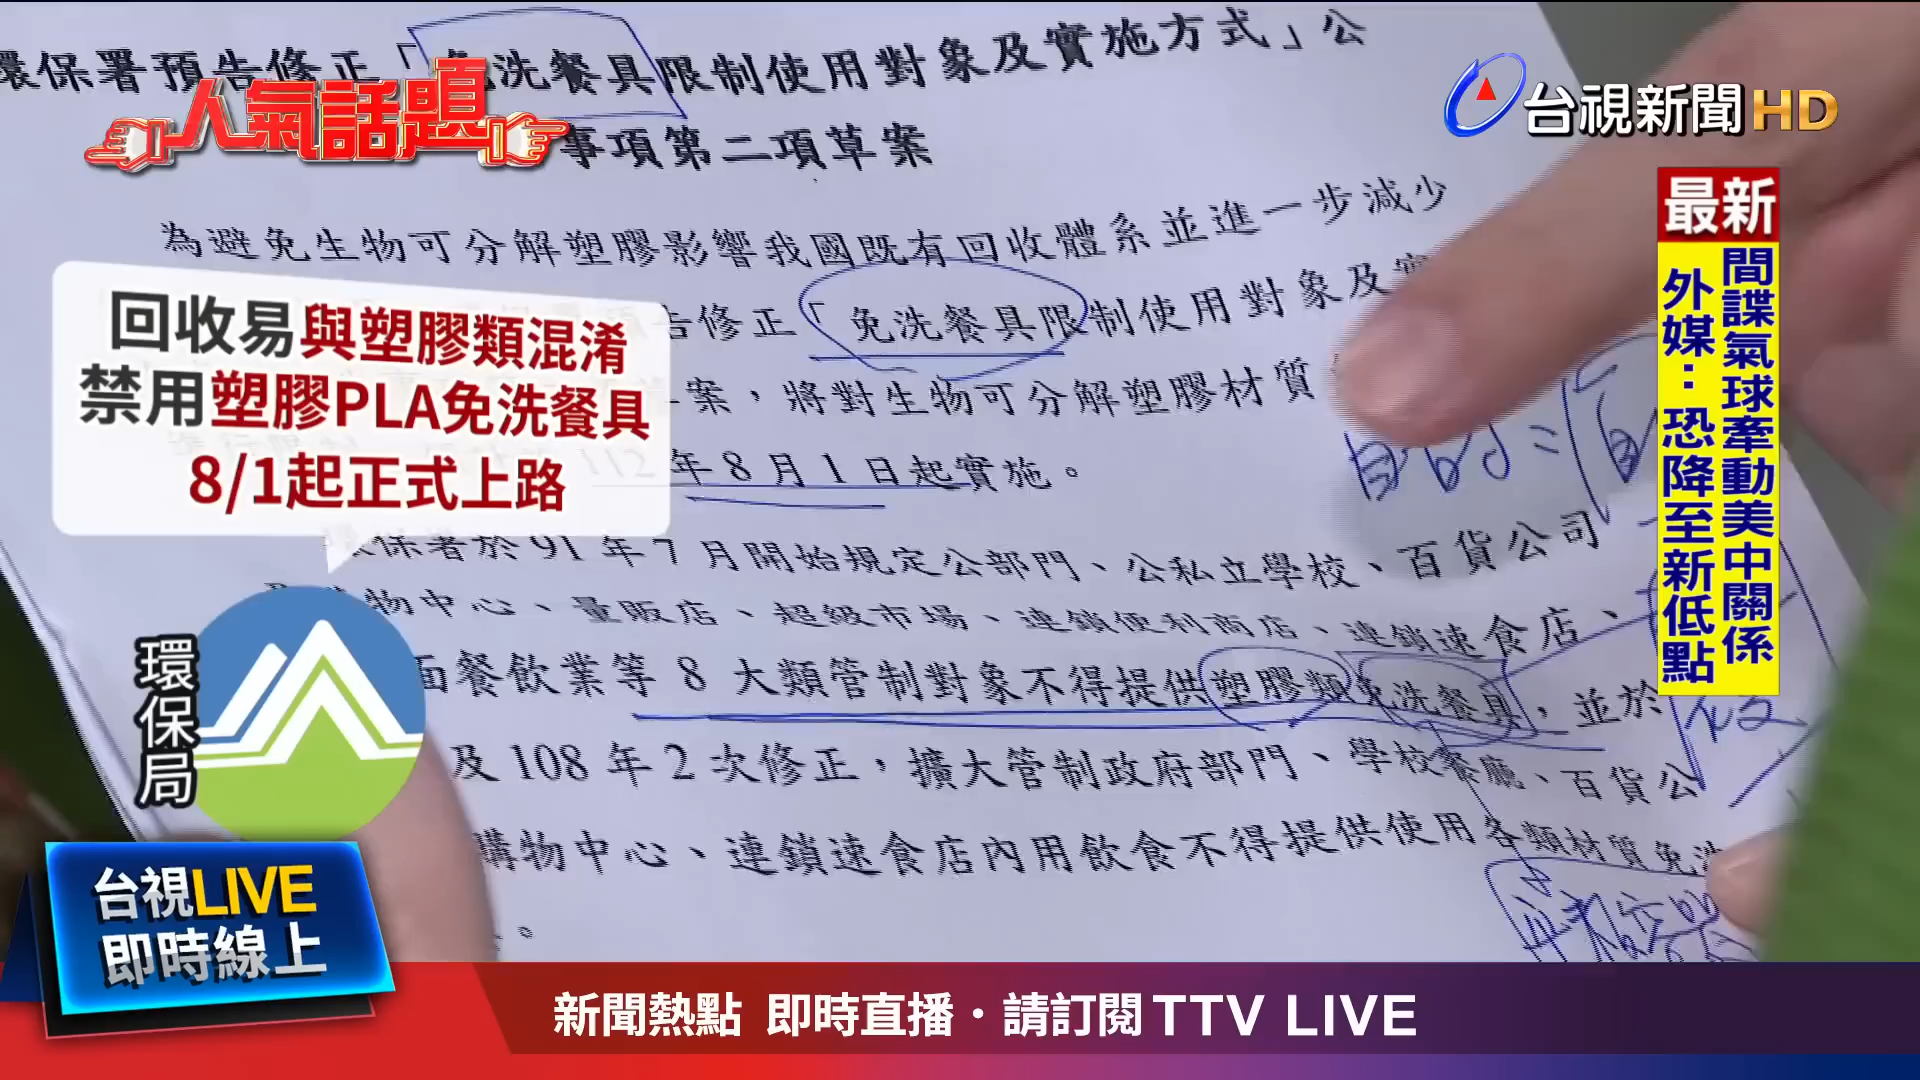 環保署預告修正「免洗餐具限制使用對象及實施方式」公
事項第二項草案
人氣話題
台視新聞HD
為避免生物可分解塑膠影響我國既有回收體系並進一步減少
告修正「免洗餐具限制使用對象及實
案，將對生物可分解塑膠材質
112年8月1日起實施。
環保署於91年7月開始規定公部門、公私立學校、百貨公司
物中心、量販店、超級市場、連鎖便利商店、連鎖速食店、
面餐飲業等 8 大類管制對象不得提供塑膠類免洗餐具，並於
及 108 年 2 次修正，擴大管制政府部門、學校餐廳、百貨公
購物中心、連鎖速食店內用飲食不得提供使用各類材質免洗
。
回收易與塑膠類混淆
禁用塑膠PLA免洗餐具
8/1起正式上路
環保局
最新
間諜氣球牽動美中關係
外媒：恐降至新低點
台視LIVE
即時線上
新聞熱點 即時直播・請訂閱TTV LIVE